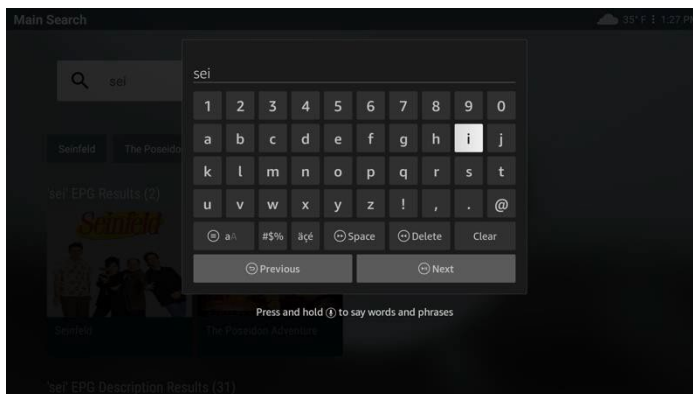 Main Search
35° F 1:27 PM
sei
sei
1 2 3 4 5 6 7 8 9 0
a b c d e f g h i j
k l m n o p q r s t
u v w x y z ! , . @
aA #$% äçé Space Delete Clear
Previous Next
Press and hold to say words and phrases
Seinfeld The Poseido
'sei' EPG Results (2)
Seinfeld
Seinfeld The Poseidon Adventure
'sei' EPG Description Results (31)